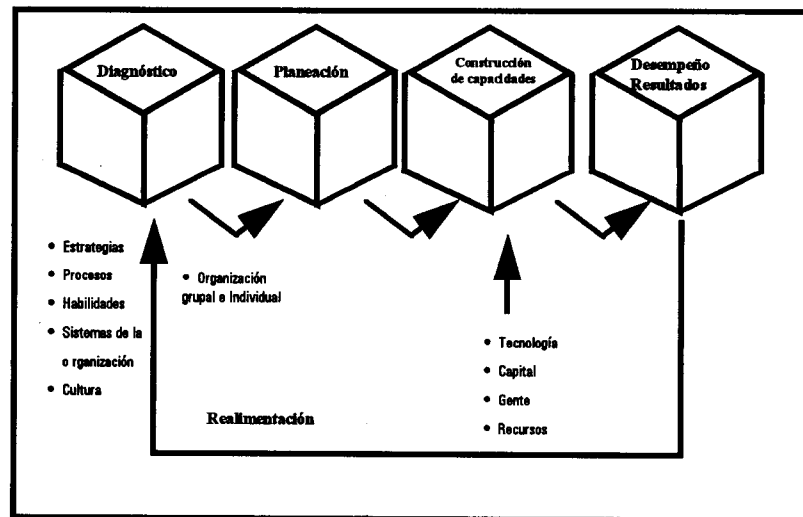 Diagnóstico
Planeación
Construcción
de capacidades
Desempeño
Resultados
• Estrategias
• Procesos
• Habilidades
• Sistemas de la
o rganización
• Cultura
• Organización
grupal e Individual
• Tecnología
• Capital
• Gente
• Recursos
Realimentación